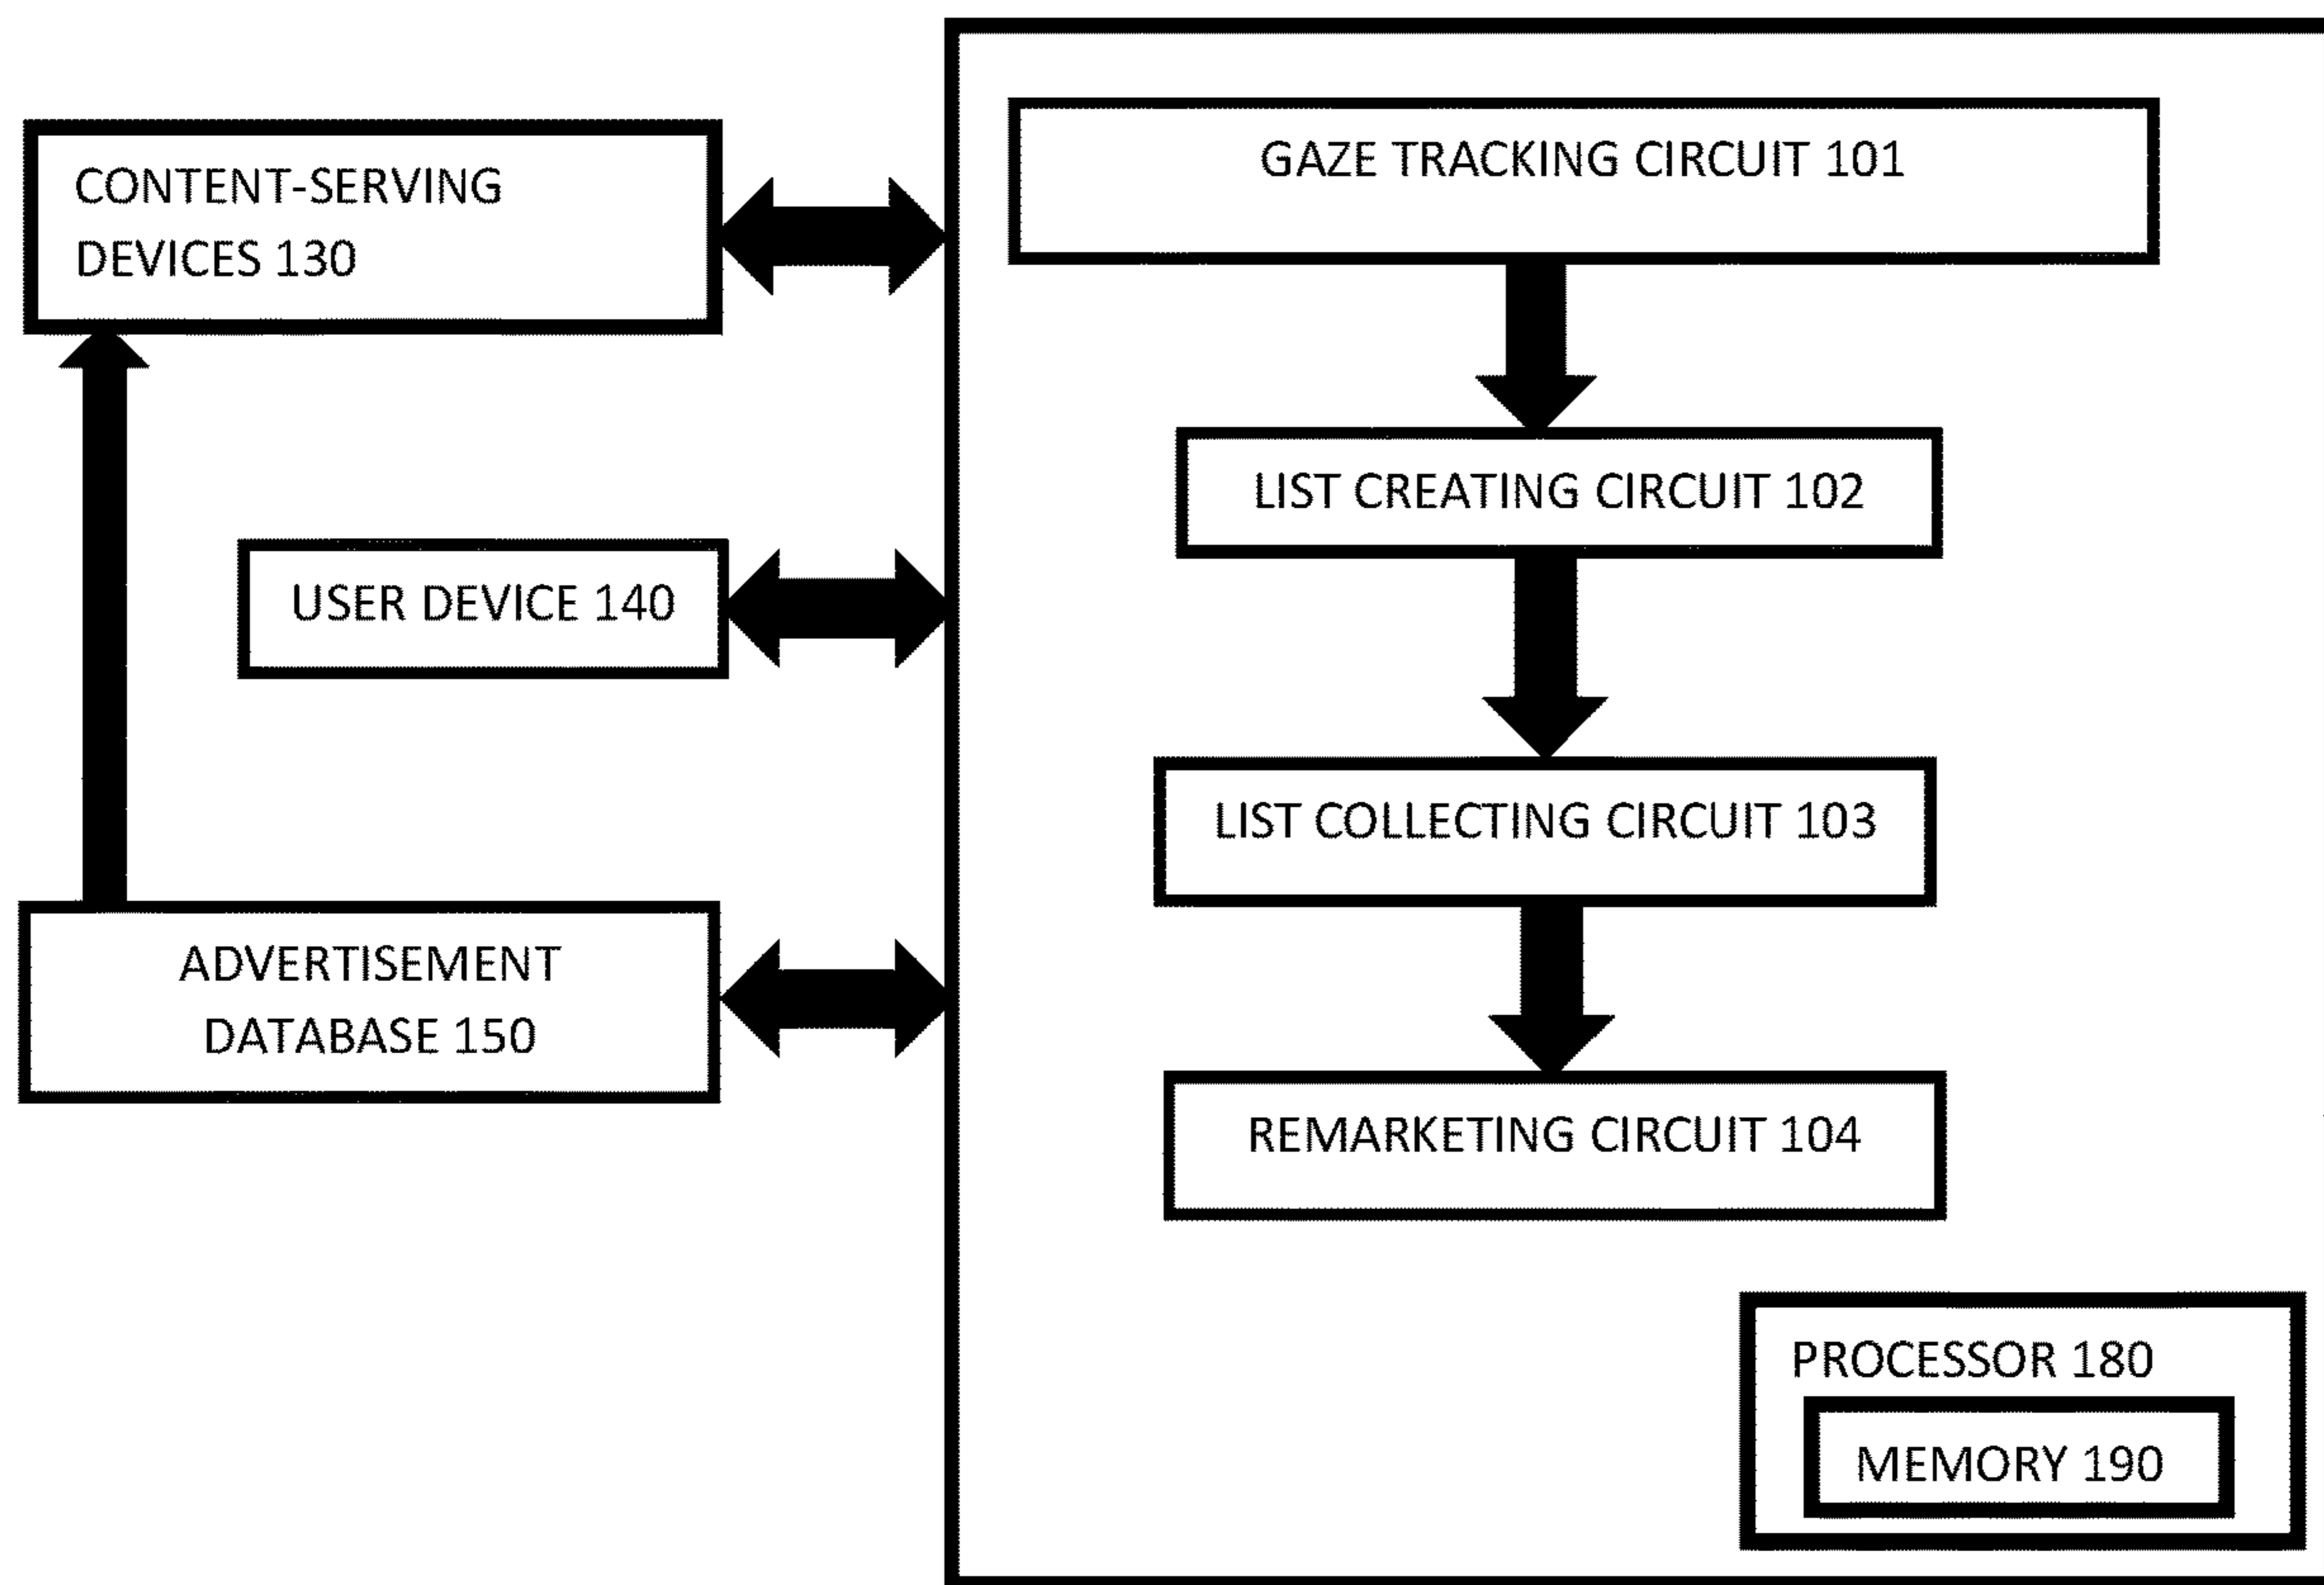 CONTENT-SERVING
DEVICES 130
USER DEVICE 140
ADVERTISEMENT
DATABASE 150
GAZE TRACKING CIRCUIT 101
LIST CREATING CIRCUIT 102
LIST COLLECTING CIRCUIT 103
REMARKETING CIRCUIT 104
PROCESSOR 180
MEMORY 190